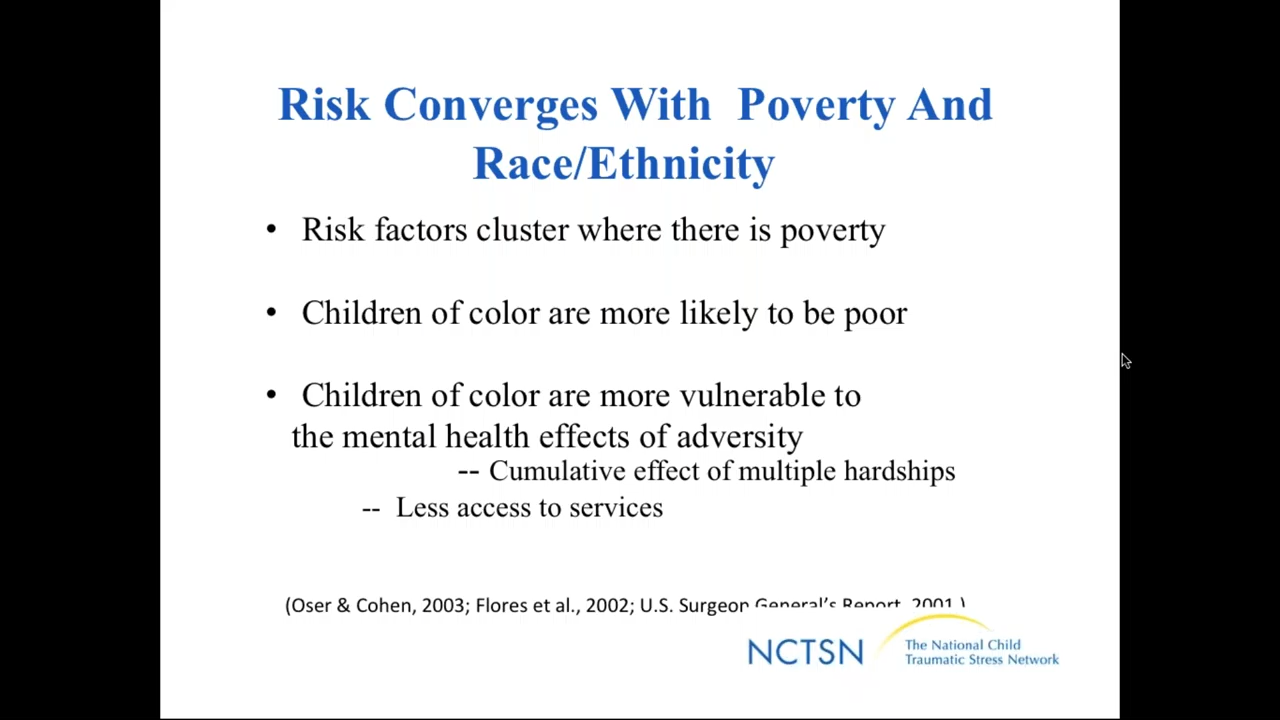 Risk Converges With Poverty And
Race/Ethnicity
• Risk factors cluster where there is poverty
• Children of color are more likely to be poor
• Children of color are more vulnerable to
the mental health effects of adversity
-- Cumulative effect of multiple hardships
-- Less access to services
(Oser & Cohen, 2003; Flores et al., 2002; U.S. Surgeon General's Report, 2001 )
NCTSN
The National Child
Traumatic Stress Network